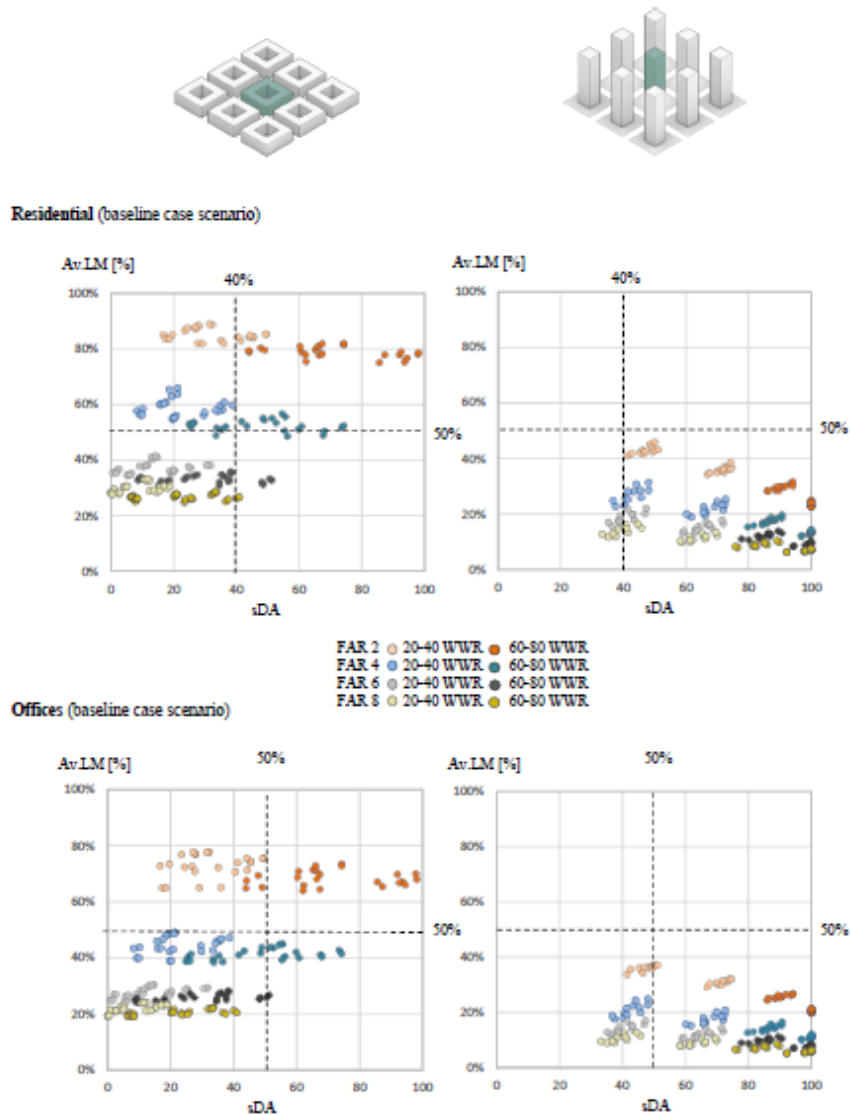 Residential (baseline case scenario)
Av.LM [%]
40%
100%
80%
60%
40%
20%
0%
50%
0 20 40 60 80 100
sDA
Av.LM [%]
40%
100%
80%
60%
40%
20%
0%
50%
0 20 40 60 80 100
sDA
FAR 2 20-40 WWR 60-80 WWR
FAR 4 20-40 WWR 60-80 WWR
FAR 6 20-40 WWR 60-80 WWR
FAR 8 20-40 WWR 60-80 WWR
Offices (baseline case scenario)
Av.LM [%]
50%
100%
80%
60%
40%
20%
0%
50%
0 20 40 60 80 100
sDA
Av.LM [%]
50%
100%
80%
60%
40%
20%
0%
50%
0 20 40 60 80 100
sDA